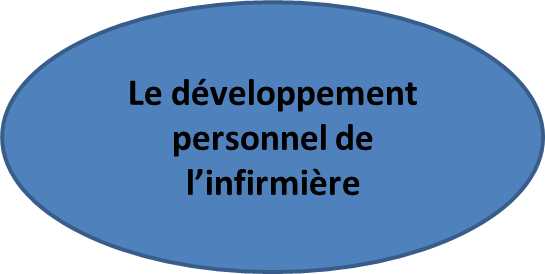 Le développement
personnel de
l’infirmière